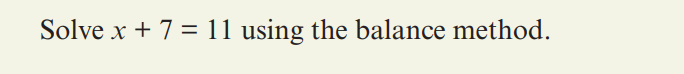 Solve x + 7 = 11 using the balance method.